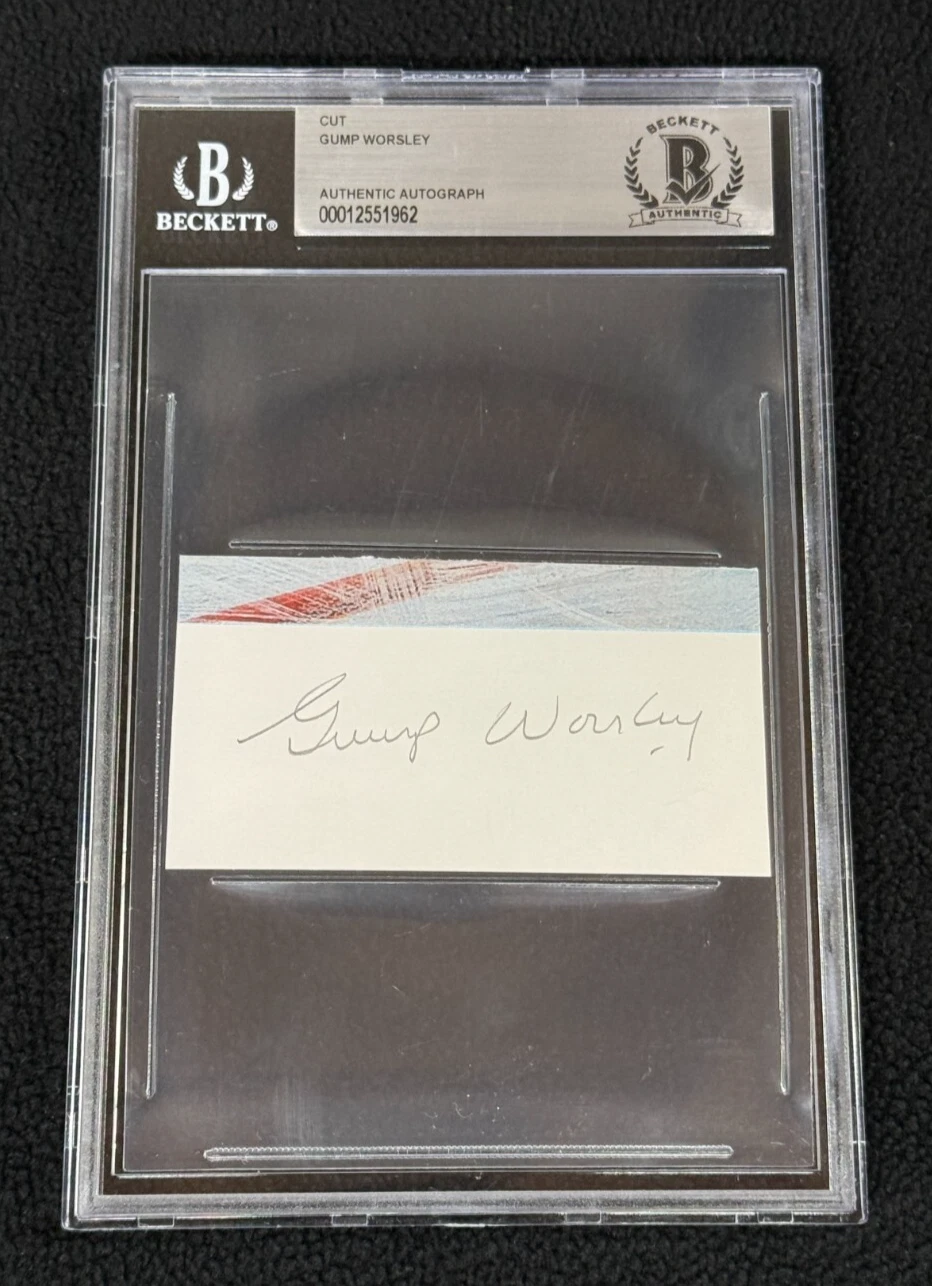 B
BECKETT®
CUT
GUMP WORSLEY
AUTHENTIC AUTOGRAPH
00012551962
BECKETT
B
AUTHENTIC
Gump Worsley